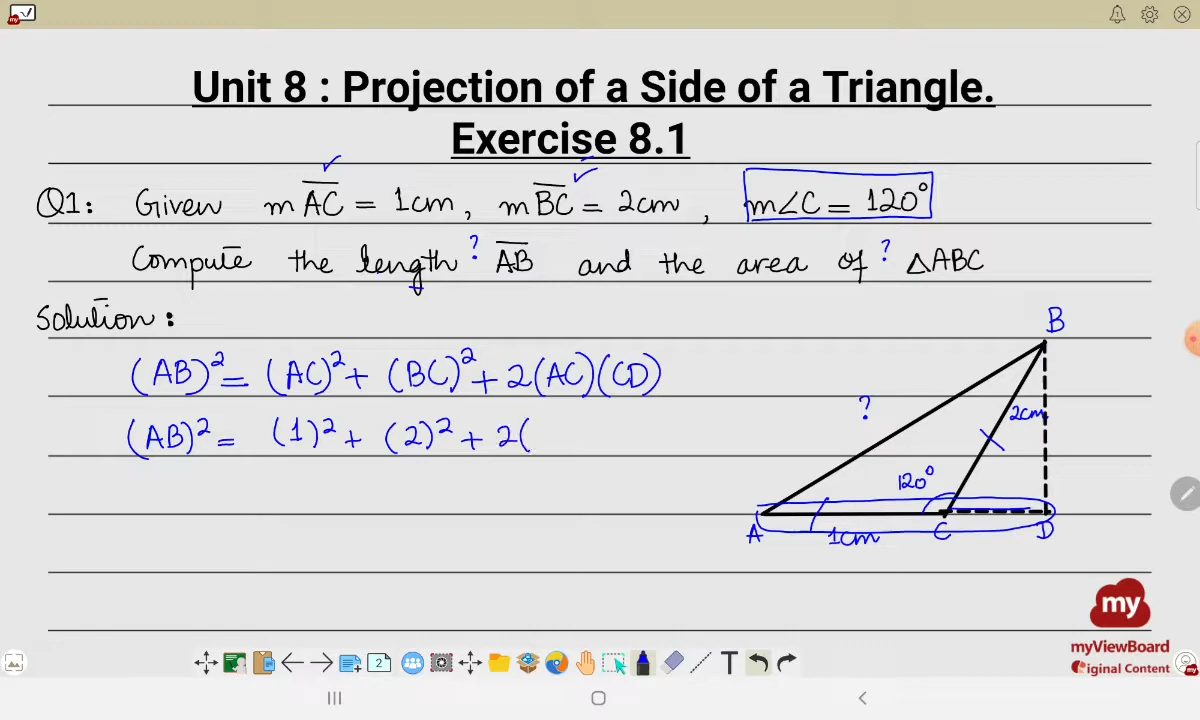 Unit 8 : Projection of a Side of a Triangle.
Exercise 8.1
Q1: Given m AC = 1cm, m BC = 2cm, m∠C = 120°
Compute the length ? AB and the area of ? △ABC
Solution:
B
(AB)² = (AC)² + (BC)² + 2(AC)(CD)
? 2cm
(AB)² = (1)² + (2)² + 2(
120°
A 1cm C D
my
myViewBoard
Original Content